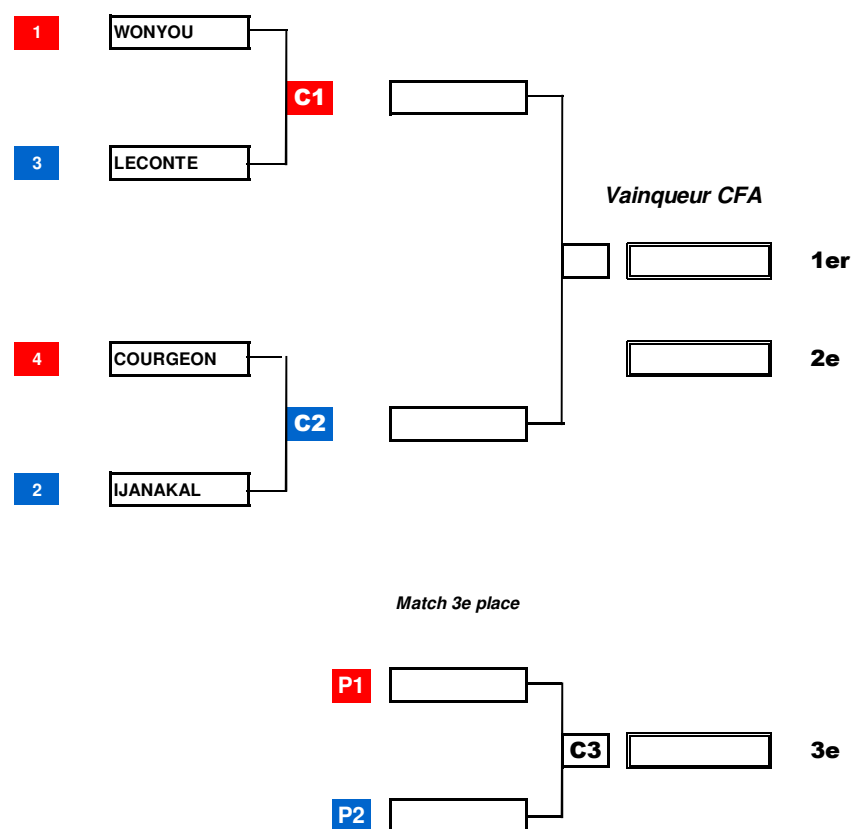 1 WONYOU
C1
3 LECONTE
Vainqueur CFA
1er
4 COURGEON
2e
C2
2 IJANAKAL
Match 3e place
P1
C3 3e
P2